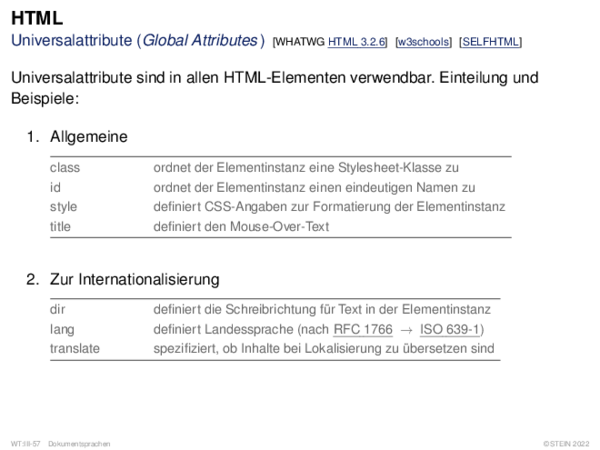 HTML
Universalattribute (Global Attributes) [WHATWG HTML 3.2.6] [w3schools] [SELFHTML]
Universalattribute sind in allen HTML-Elementen verwendbar. Einteilung und
Beispiele:
1. Allgemeine
class ordnet der Elementinstanz eine Stylesheet-Klasse zu
id ordnet der Elementinstanz einen eindeutigen Namen zu
style definiert CSS-Angaben zur Formatierung der Elementinstanz
title definiert den Mouse-Over-Text
2. Zur Internationalisierung
dir definiert die Schreibrichtung für Text in der Elementinstanz
lang definiert Landessprache (nach RFC 1766 → ISO 639-1)
translate spezifiziert, ob Inhalte bei Lokalisierung zu übersetzen sind
WT:III-57 Dokumentsprachen ©STEIN 2022